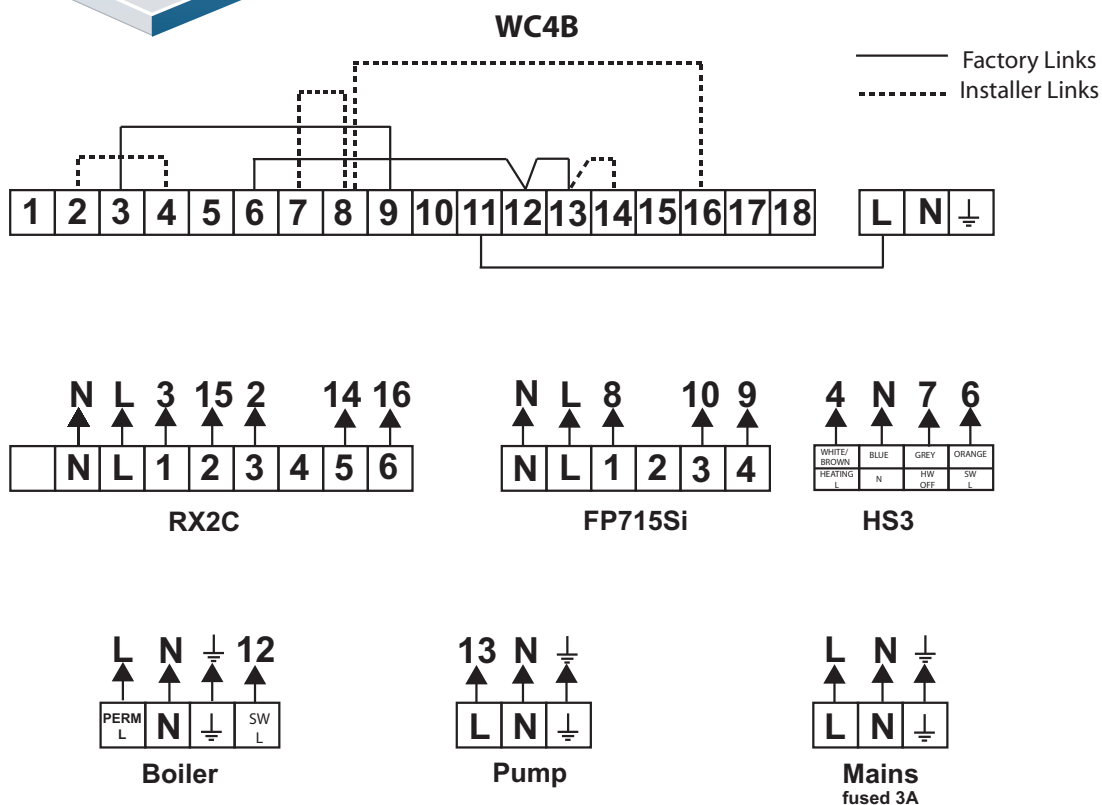 WC4B
Factory Links
Installer Links
1 2 3 4 5 6 7 8 9 10 11 12 13 14 15 16 17 18 L N ⏚
N L 3 15 2 14 16
N L 1 2 3 4 5 6
RX2C
N L 8 10 9
N L 1 2 3 4
FP715Si
4 N 7 6
WHITE/ BROWN BLUE GREY ORANGE
HEATING L N HW OFF SW L
HS3
L N ⏚ 12
PERM L N ⏚ SW L
Boiler
13 N ⏚
L N ⏚
Pump
L N ⏚
L N ⏚
Mains
fused 3A